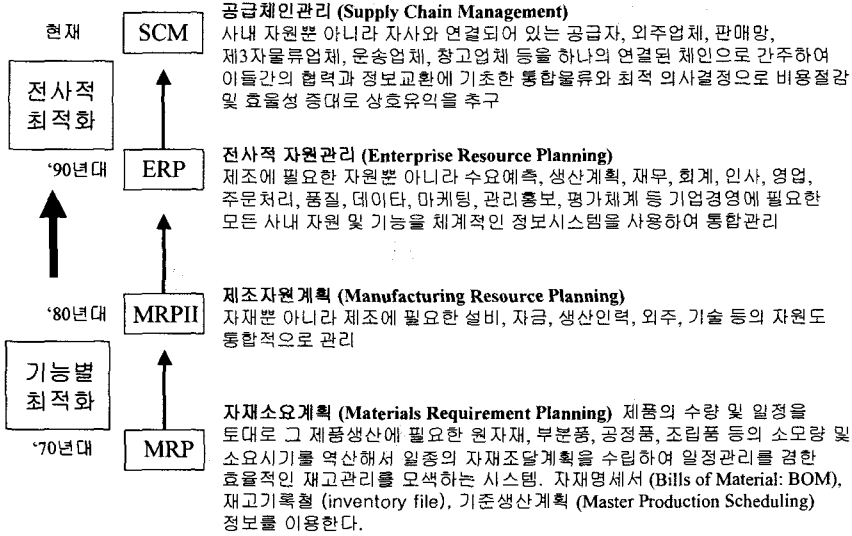 현재
SCM
공급체인관리 (Supply Chain Management)
사내 자원뿐 아니라 자사와 연결되어 있는 공급자, 외주업체, 판매망,
제3자물류업체, 운송업체, 창고업체 등을 하나의 연결된 체인으로 간주하여
이들간의 협력과 정보교환에 기초한 통합물류와 최적 의사결정으로 비용절감
및 효율성 증대로 상호유익을 추구
전사적
최적화
‘90년대
ERP
전사적 자원관리 (Enterprise Resource Planning)
제조에 필요한 자원뿐 아니라 수요예측, 생산계획, 재무, 회계, 인사, 영업,
주문처리, 품질, 데이타, 마케팅, 관리홍보, 평가체계 등 기업경영에 필요한
모든 사내 자원 및 기능을 체계적인 정보시스템을 사용하여 통합관리
‘80년대
MRPII
제조자원계획 (Manufacturing Resource Planning)
자재뿐 아니라 제조에 필요한 설비, 자금, 생산인력, 외주, 기술 등의 자원도
통합적으로 관리
기능별
최적화
‘70년대
MRP
자재소요계획 (Materials Requirement Planning) 제품의 수량 및 일정을
토대로 그 제품생산에 필요한 원자재, 부분품, 공정품, 조립품 등의 소모량 및
소요시기를 역산해서 일종의 자재조달계획을 수립하여 일정관리를 겸한
효율적인 재고관리를 모색하는 시스템. 자재명세서 (Bills of Material: BOM),
재고기록철 (inventory file), 기준생산계획 (Master Production Scheduling)
정보를 이용한다.